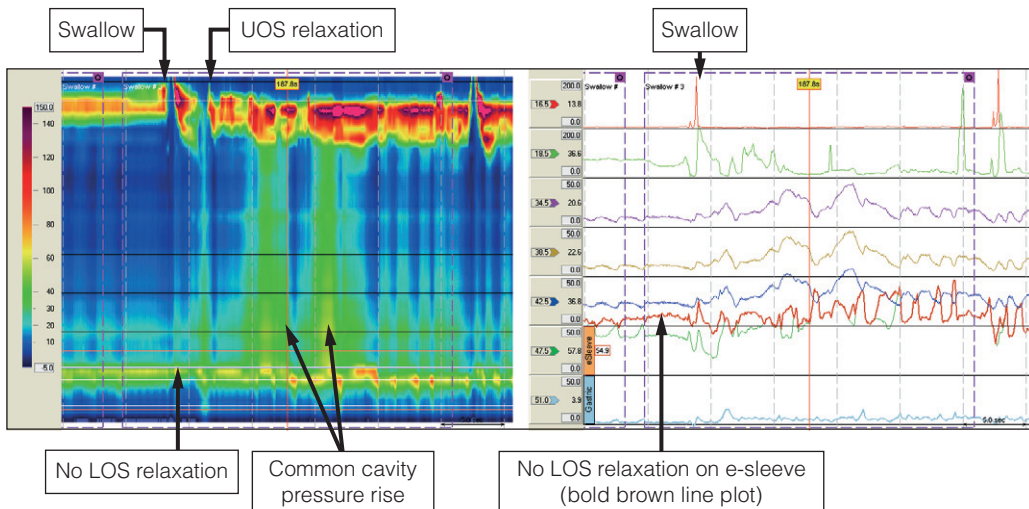 Swallow
UOS relaxation
Swallow
187.8s
Swallow #
Swallow #
150.0
140
120
100
80
60
50
40
30
20
10
0
-5.0
187.8s
Swallow #
Swallow # 3
200.0
16.5
13.8
0.0
200.0
18.5
36.6
0.0
50.0
34.5
20.6
0.0
50.0
38.5
22.6
0.0
50.0
42.5
36.8
0.0
50.0
47.5
57.8
54.9
0.0
eSleeve
50.0
51.0
3.9
0.0
Gastric
5.0 sec
No LOS relaxation
Common cavity
pressure rise
No LOS relaxation on e-sleeve
(bold brown line plot)